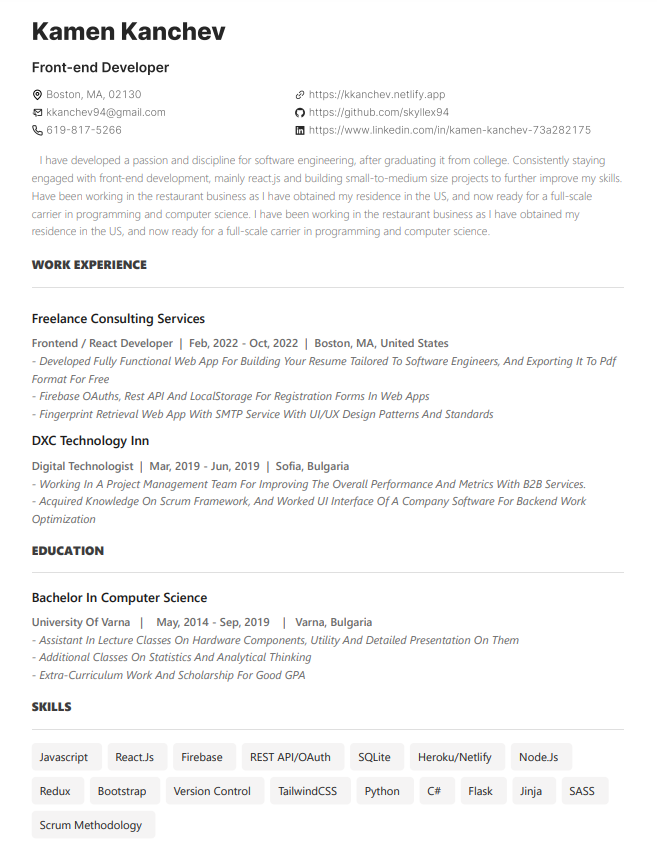 Kamen Kanchev
Front-end Developer
Boston, MA, 02130
https://kkanchev.netlify.app
kkanchev94@gmail.com
https://github.com/skyllex94
619-817-5266
https://www.linkedin.com/in/kamen-kanchev-73a282175
I have developed a passion and discipline for software engineering, after graduating it from college. Consistently staying
engaged with front-end development, mainly react.js and building small-to-medium size projects to further improve my skills.
Have been working in the restaurant business as I have obtained my residence in the US, and now ready for a full-scale
carrier in programming and computer science. I have been working in the restaurant business as I have obtained my
residence in the US, and now ready for a full-scale carrier in programming and computer science.
WORK EXPERIENCE
Freelance Consulting Services
Frontend / React Developer | Feb, 2022 - Oct, 2022 | Boston, MA, United States
- Developed Fully Functional Web App For Building Your Resume Tailored To Software Engineers, And Exporting It To Pdf
Format For Free
- Firebase OAuths, Rest API And LocalStorage For Registration Forms In Web Apps
- Fingerprint Retrieval Web App With SMTP Service With UI/UX Design Patterns And Standards
DXC Technology Inn
Digital Technologist | Mar, 2019 - Jun, 2019 | Sofia, Bulgaria
- Working In A Project Management Team For Improving The Overall Performance And Metrics With B2B Services.
- Acquired Knowledge On Scrum Framework, And Worked UI Interface Of A Company Software For Backend Work
Optimization
EDUCATION
Bachelor In Computer Science
University Of Varna | May, 2014 - Sep, 2019 | Varna, Bulgaria
- Assistant In Lecture Classes On Hardware Components, Utility And Detailed Presentation On Them
- Additional Classes On Statistics And Analytical Thinking
- Extra-Curriculum Work And Scholarship For Good GPA
SKILLS
Javascript React.Js Firebase REST API/OAuth SQLite Heroku/Netlify Node.Js
Redux Bootstrap Version Control TailwindCSS Python C# Flask Jinja SASS
Scrum Methodology